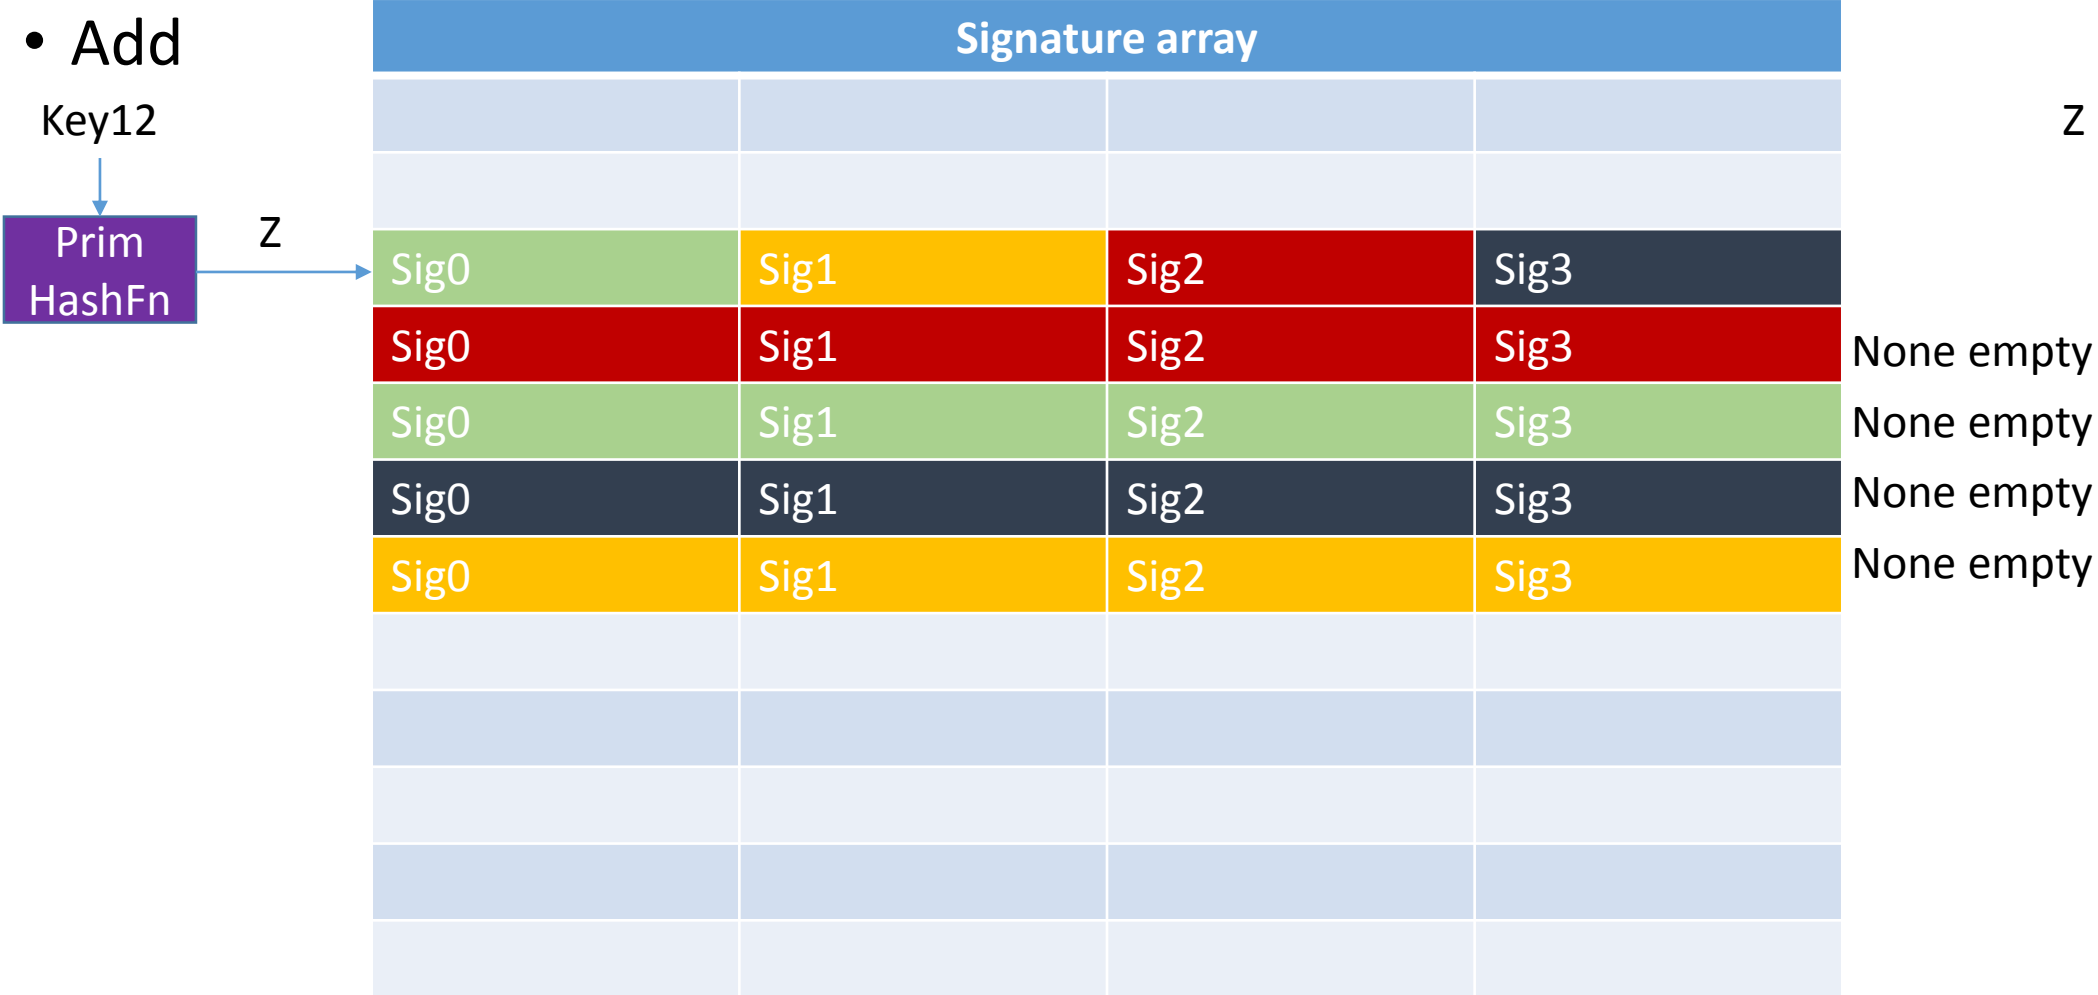 • Add
Signature array
Key12
Z
Z
Prim
HashFn
Sig0 Sig1 Sig2 Sig3
Sig0 Sig1 Sig2 Sig3 None empty
Sig0 Sig1 Sig2 Sig3 None empty
Sig0 Sig1 Sig2 Sig3 None empty
Sig0 Sig1 Sig2 Sig3 None empty